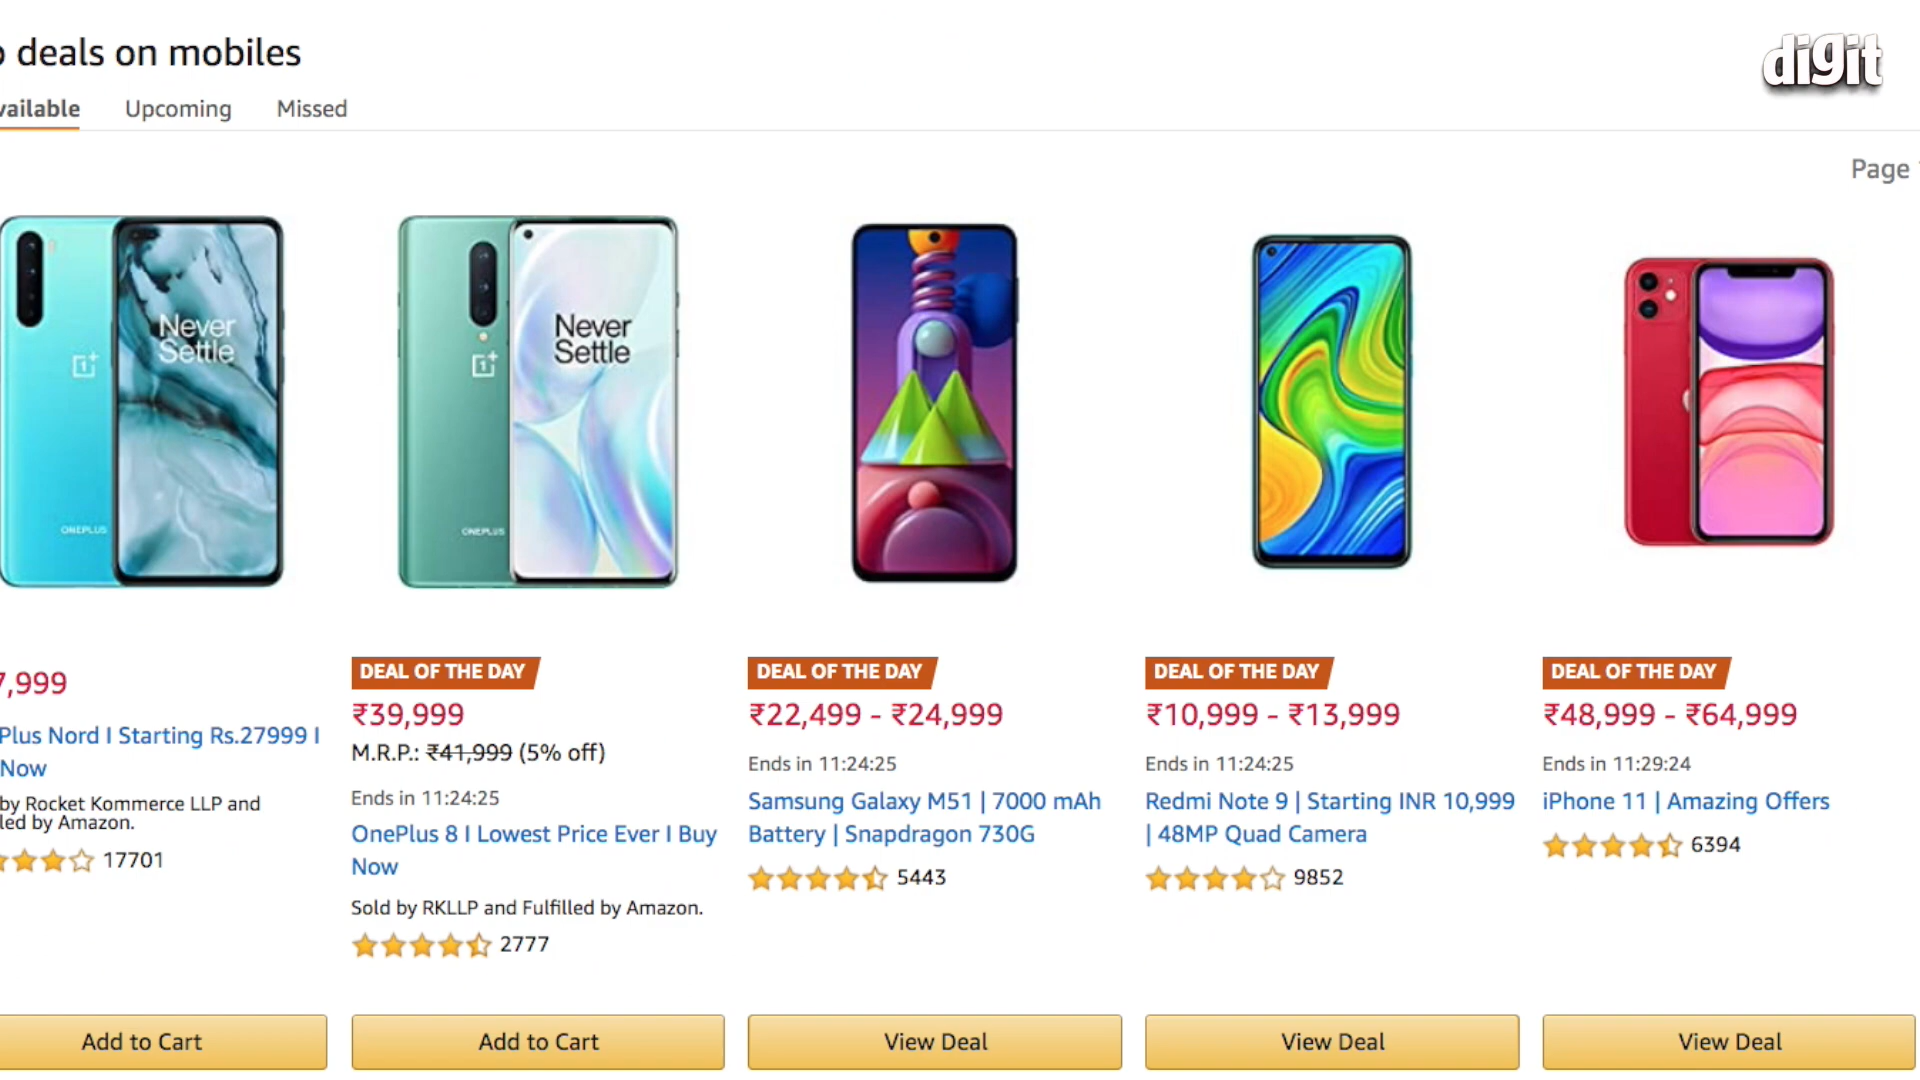 deals on mobiles
digit
vailable Upcoming Missed
Page
Never
Settle
ONEPLUS
Never
Settle
ONEPLUS
7,999
Plus Nord I Starting Rs.27999 I
Now
by Rocket Kommerce LLP and
led by Amazon.
17701
Add to Cart
DEAL OF THE DAY
₹39,999
M.R.P.: ₹41,999 (5% off)
Ends in 11:24:25
OnePlus 8 I Lowest Price Ever I Buy
Now
Sold by RKLLP and Fulfilled by Amazon.
2777
Add to Cart
DEAL OF THE DAY
₹22,499 - ₹24,999
Ends in 11:24:25
Samsung Galaxy M51 | 7000 mAh
Battery | Snapdragon 730G
5443
View Deal
DEAL OF THE DAY
₹10,999 - ₹13,999
Ends in 11:24:25
Redmi Note 9 | Starting INR 10,999
| 48MP Quad Camera
9852
View Deal
DEAL OF THE DAY
₹48,999 - ₹64,999
Ends in 11:29:24
iPhone 11 | Amazing Offers
6394
View Deal